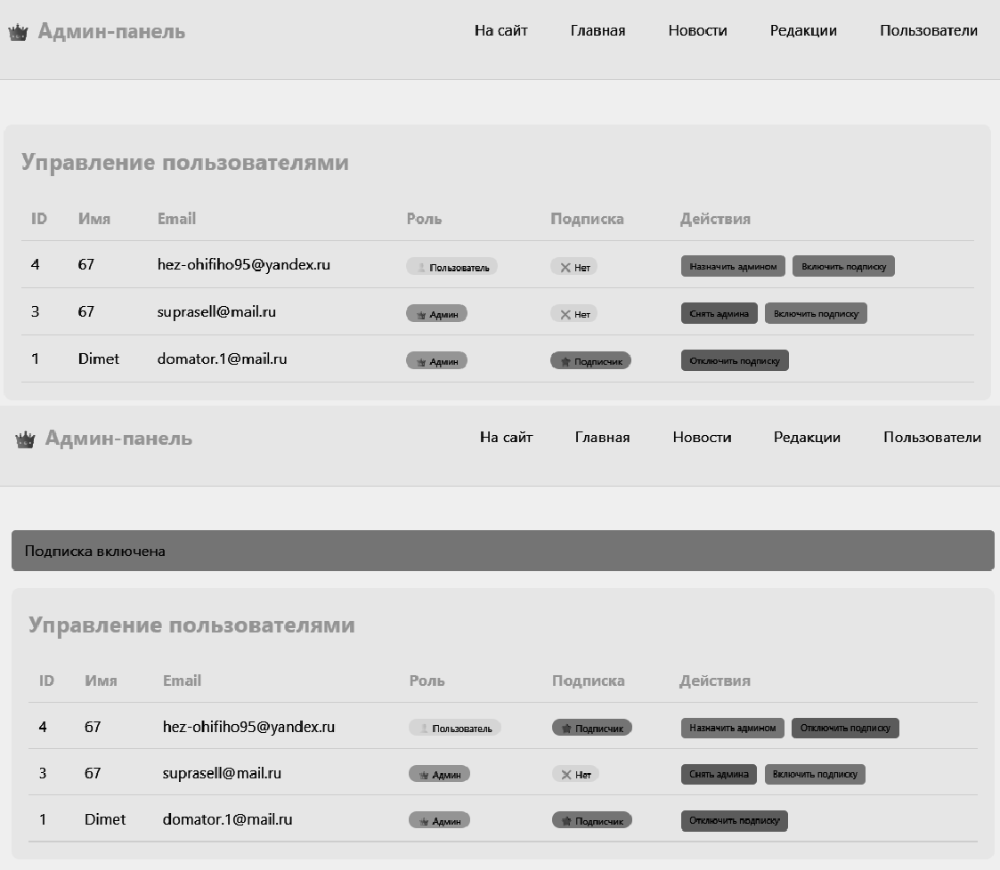 Админ-панель На сайт Главная Новости Редакции Пользователи
Управление пользователями
ID Имя Email Роль Подписка Действия
4 67 hez-ohifiho95@yandex.ru Пользователь Нет Назначить админом Включить подписку
3 67 suprasell@mail.ru Админ Нет Снять админа Включить подписку
1 Dimet domator.1@mail.ru Админ Подписчик Отключить подписку
Админ-панель На сайт Главная Новости Редакции Пользователи
Подписка включена
Управление пользователями
ID Имя Email Роль Подписка Действия
4 67 hez-ohifiho95@yandex.ru Пользователь Подписчик Назначить админом Отключить подписку
3 67 suprasell@mail.ru Админ Нет Снять админа Включить подписку
1 Dimet domator.1@mail.ru Админ Подписчик Отключить подписку